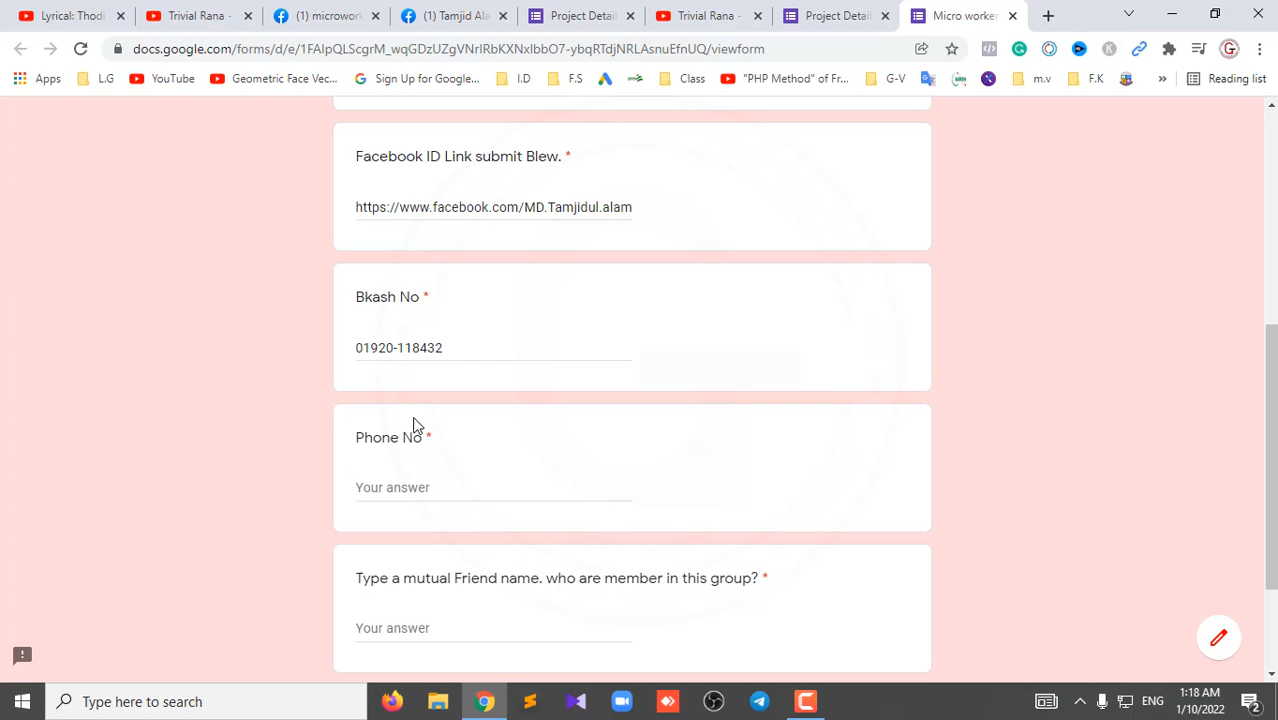 Lyrical: Thodi
Trivial Rana -
(1) microwork
(1) Tamjid Ala
Project Detail
Trivial Rana -
Project Detail
Micro worker
docs.google.com/forms/d/e/1FAIpQLScgrM_wqGDzUZgVNrIRbKXNxIbbO7-ybqRTdjNRLAsnuEfnUQ/viewform
Apps
L.G
YouTube
Geometric Face Vec...
Sign Up for Google...
I.D
F.S
Class
"PHP Method" of Fr...
G-V
m.v
F.K
»
Reading list
Facebook ID Link submit Blew. *
https://www.facebook.com/MD.Tamjidul.alam
Bkash No *
01920-118432
Phone No *
Your answer
Type a mutual Friend name. who are member in this group? *
Your answer
Type here to search
ENG
1:18 AM
1/10/2022
2